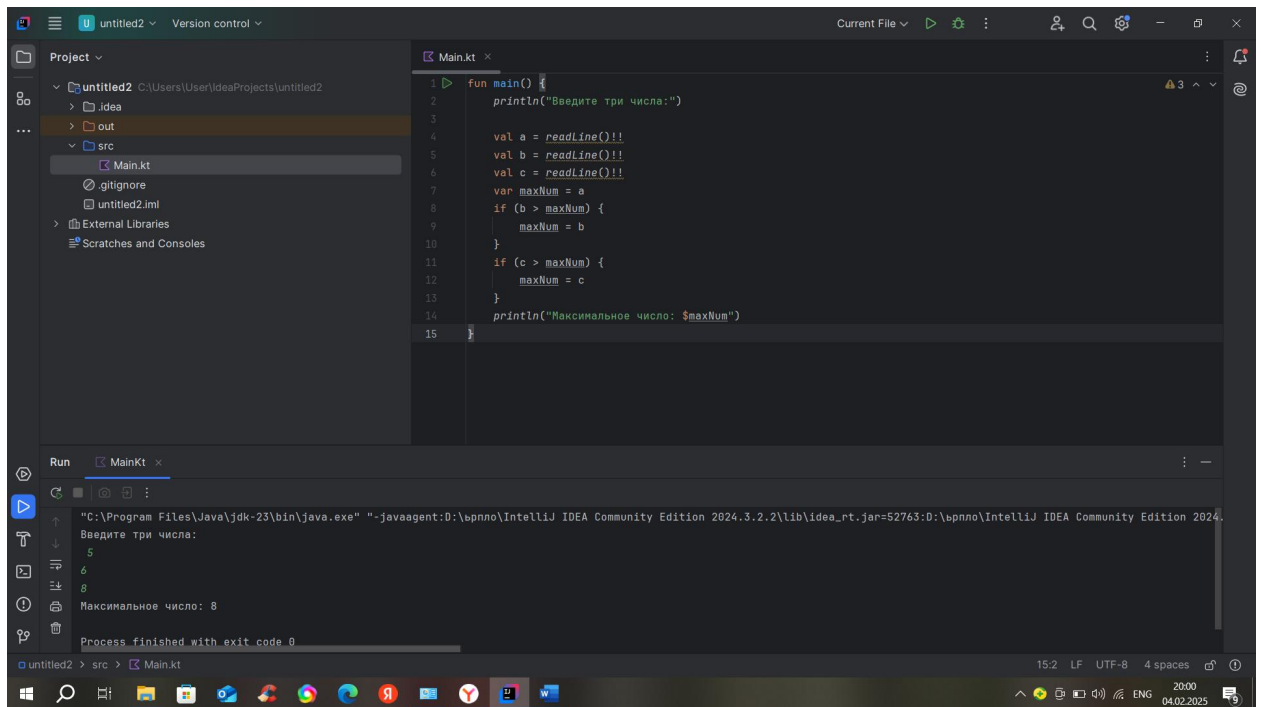 untitled2
Version control
Current File
Project
Main.kt
untitled2 C:\Users\User\IdeaProjects\untitled2
.idea
out
src
Main.kt
.gitignore
untitled2.iml
External Libraries
Scratches and Consoles
3
1 fun main() {
2 println("Введите три числа:")
3
4 val a = readLine()!!
5 val b = readLine()!!
6 val c = readLine()!!
7 var maxNum = a
8 if (b > maxNum) {
9 maxNum = b
10 }
11 if (c > maxNum) {
12 maxNum = c
13 }
14 println("Максимальное число: $maxNum")
15 }
Run
MainKt
"C:\Program Files\Java\jdk-23\bin\java.exe" "-javaagent:D:\ьрпло\IntelliJ IDEA Community Edition 2024.3.2.2\lib\idea_rt.jar=52763:D:\ьрпло\IntelliJ IDEA Community Edition 2024.
Введите три числа:
5
6
8
Максимальное число: 8
Process finished with exit code 0
untitled2 > src > Main.kt
15:2 LF UTF-8 4 spaces
ENG
20:00
04.02.2025
9